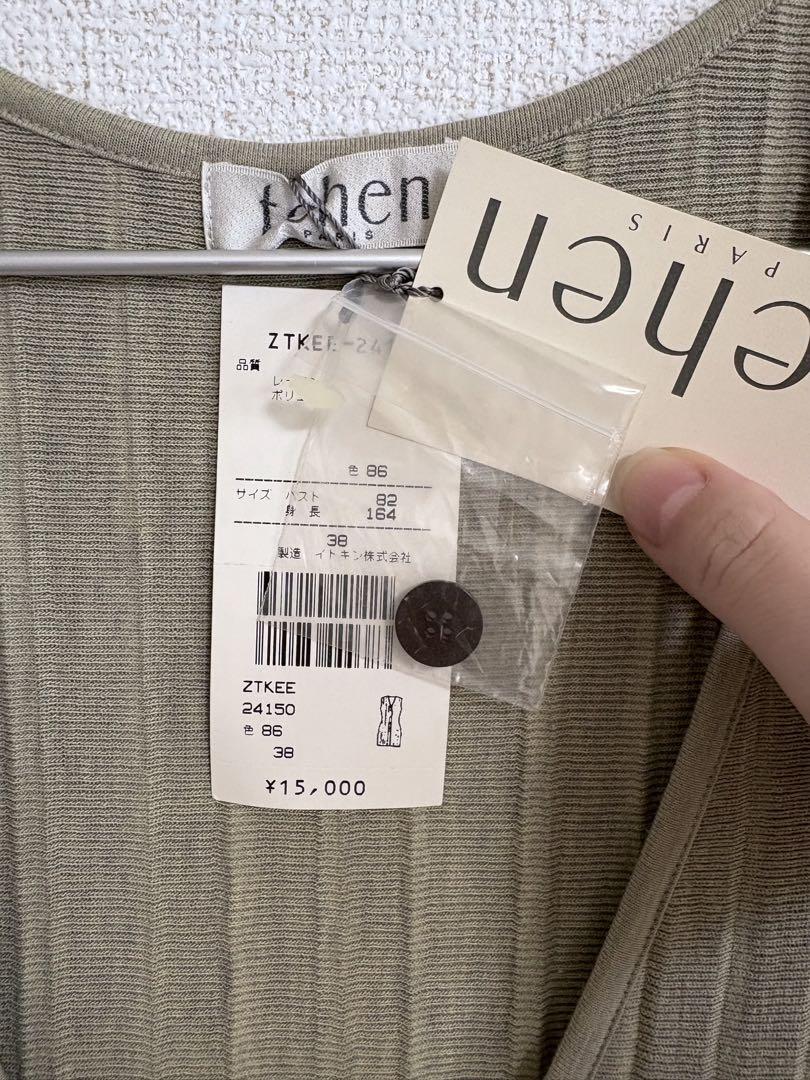 tehen
PARIS
ehen
PARIS
ZTKEE-24
品質
色 86
サイズ バスト 82
身長 164
38
製造 イトキン株式会社
ZTKEE
24150
色 86
38
¥15,000